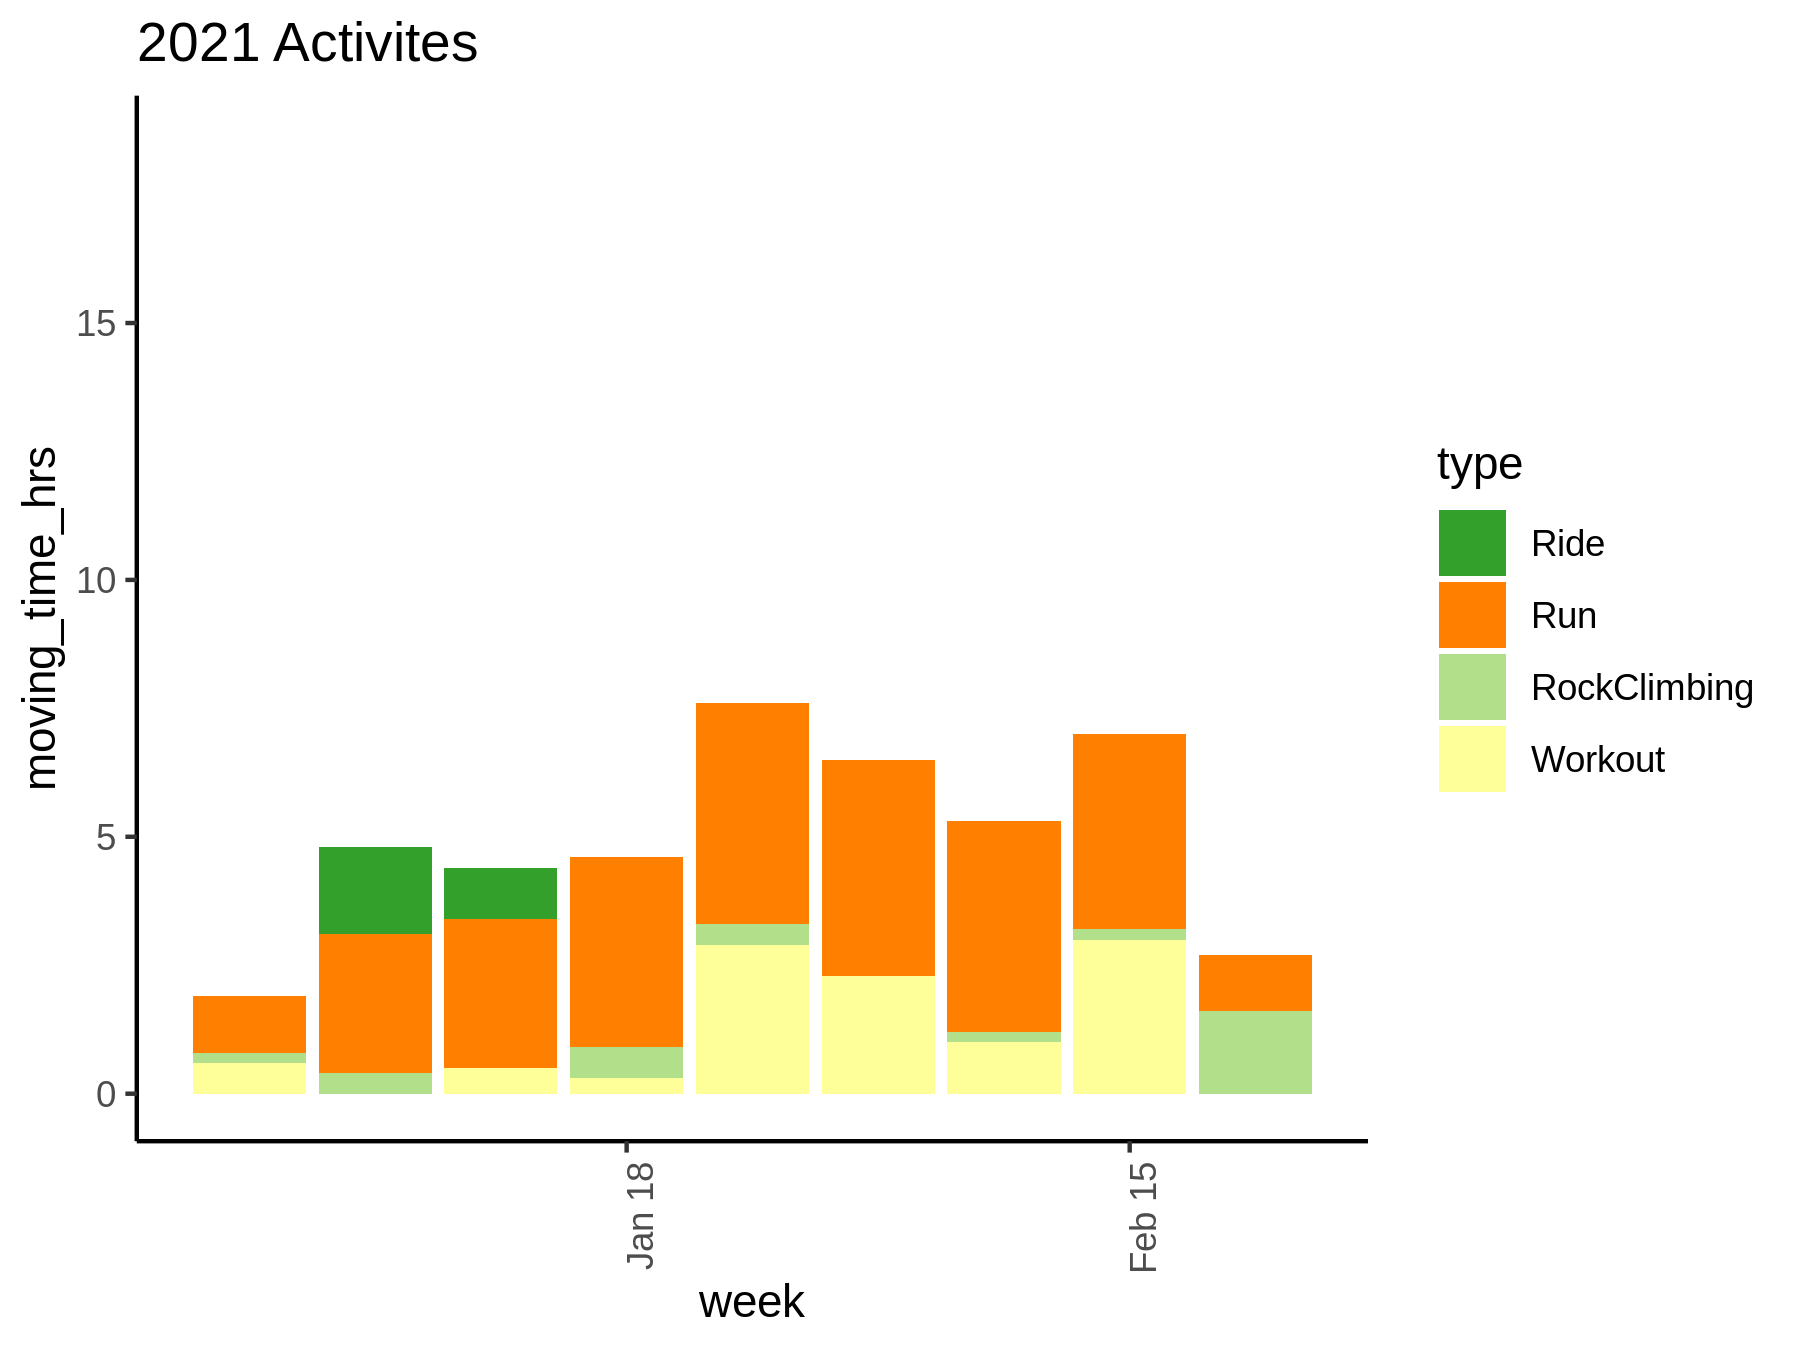 2021 Activites
moving_time_hrs
15
10
5
0
Jan 18
Feb 15
week
type
Ride
Run
RockClimbing
Workout